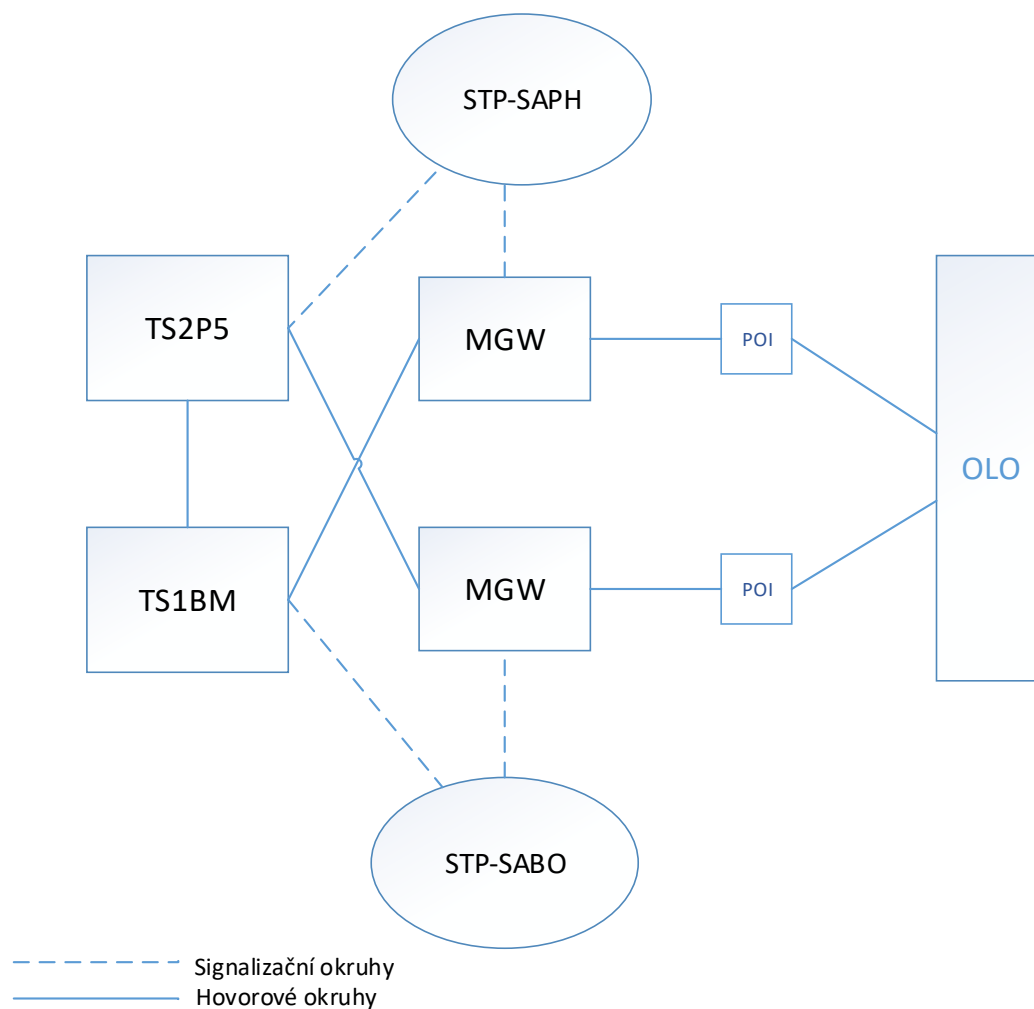 STP-SAPH
TS2P5
MGW
POI
OLO
TS1BM
MGW
POI
STP-SABO
Signalizační okruhy
Hovorové okruhy